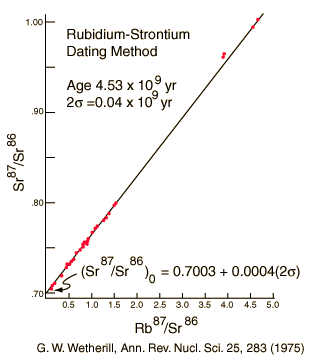 1.00
Rubidium-Strontium
Dating Method
Age 4.53 x 10⁹ yr
2σ =0.04 x 10⁹ yr
.90
Sr⁸⁷/Sr⁸⁶
.80
(Sr⁸⁷/Sr⁸⁶)₀ = 0.7003 + 0.0004(2σ)
.70
0.5 1.0 1.5 2.0 2.5 3.0 3.5 4.0 4.5 5.0
Rb⁸⁷/Sr⁸⁶
G. W. Wetherill, Ann. Rev. Nucl. Sci. 25, 283 (1975)